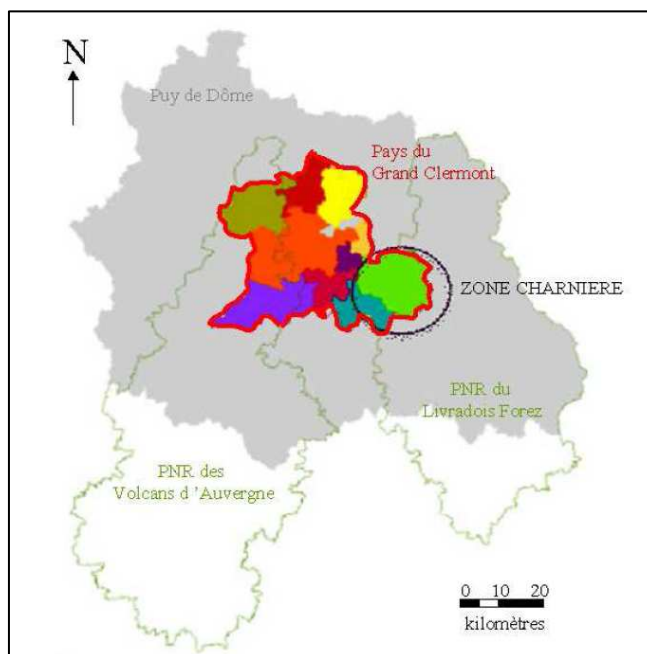 N
Puy de Dôme
Pays du
Grand Clermont
ZONE CHARNIERE
PNR du
Livradois Forez
PNR des
Volcans d 'Auvergne
0 10 20
kilomètres